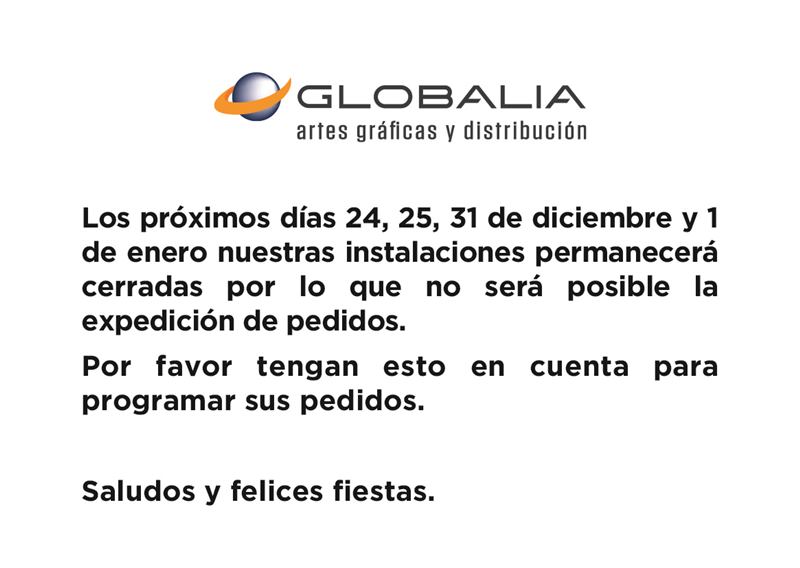 GLOBALIA
artes gráficas y distribución
Los próximos días 24, 25, 31 de diciembre y 1
de enero nuestras instalaciones permanecerá
cerradas por lo que no será posible la
expedición de pedidos.
Por favor tengan esto en cuenta para
programar sus pedidos.
Saludos y felices fiestas.